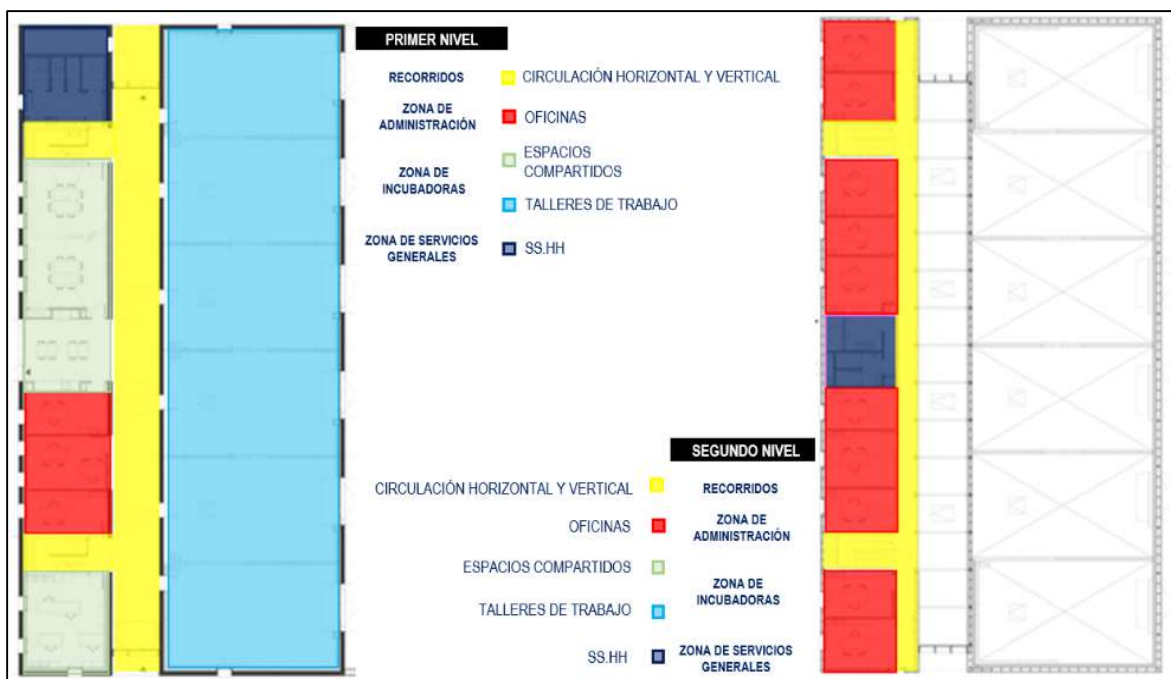 PRIMER NIVEL
RECORRIDOS
CIRCULACIÓN HORIZONTAL Y VERTICAL
ZONA DE
ADMINISTRACIÓN
OFICINAS
ZONA DE
INCUBADORAS
ESPACIOS
COMPARTIDOS
TALLERES DE TRABAJO
ZONA DE SERVICIOS
GENERALES
SS.HH
SEGUNDO NIVEL
CIRCULACIÓN HORIZONTAL Y VERTICAL
RECORRIDOS
OFICINAS
ZONA DE
ADMINISTRACIÓN
ESPACIOS COMPARTIDOS
TALLERES DE TRABAJO
ZONA DE
INCUBADORAS
SS.HH
ZONA DE SERVICIOS
GENERALES